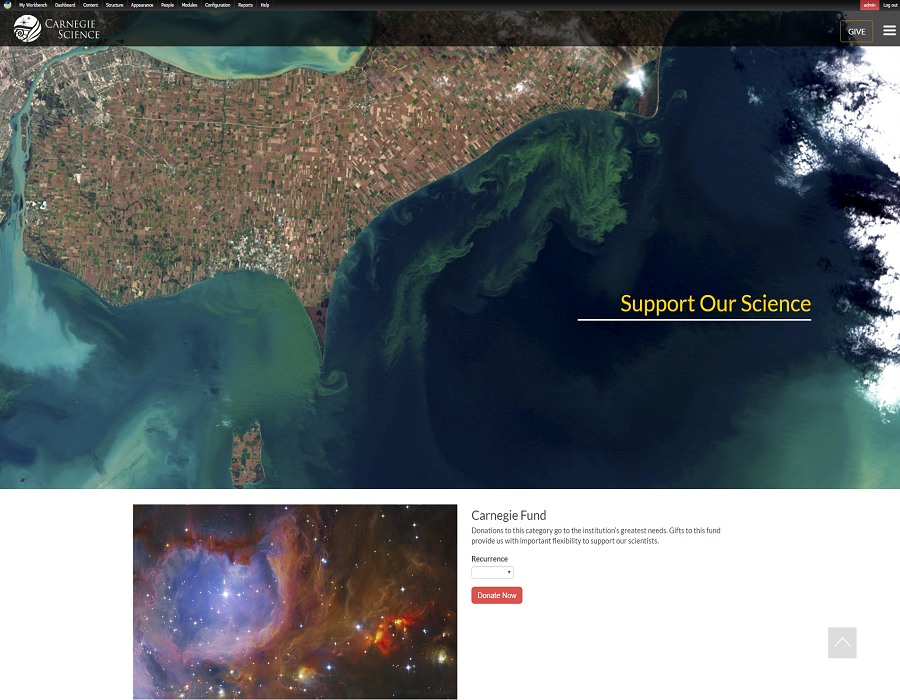 My Workbench Dashboard Content Structure Appearance People Modules Configuration Reports Help admin Log out
CARNEGIE
SCIENCE
GIVE
Support Our Science
Carnegie Fund
Donations to this category go to the institution's greatest needs. Gifts to this fund
provide us with important flexibility to support our scientists.
Recurrence
Donate Now